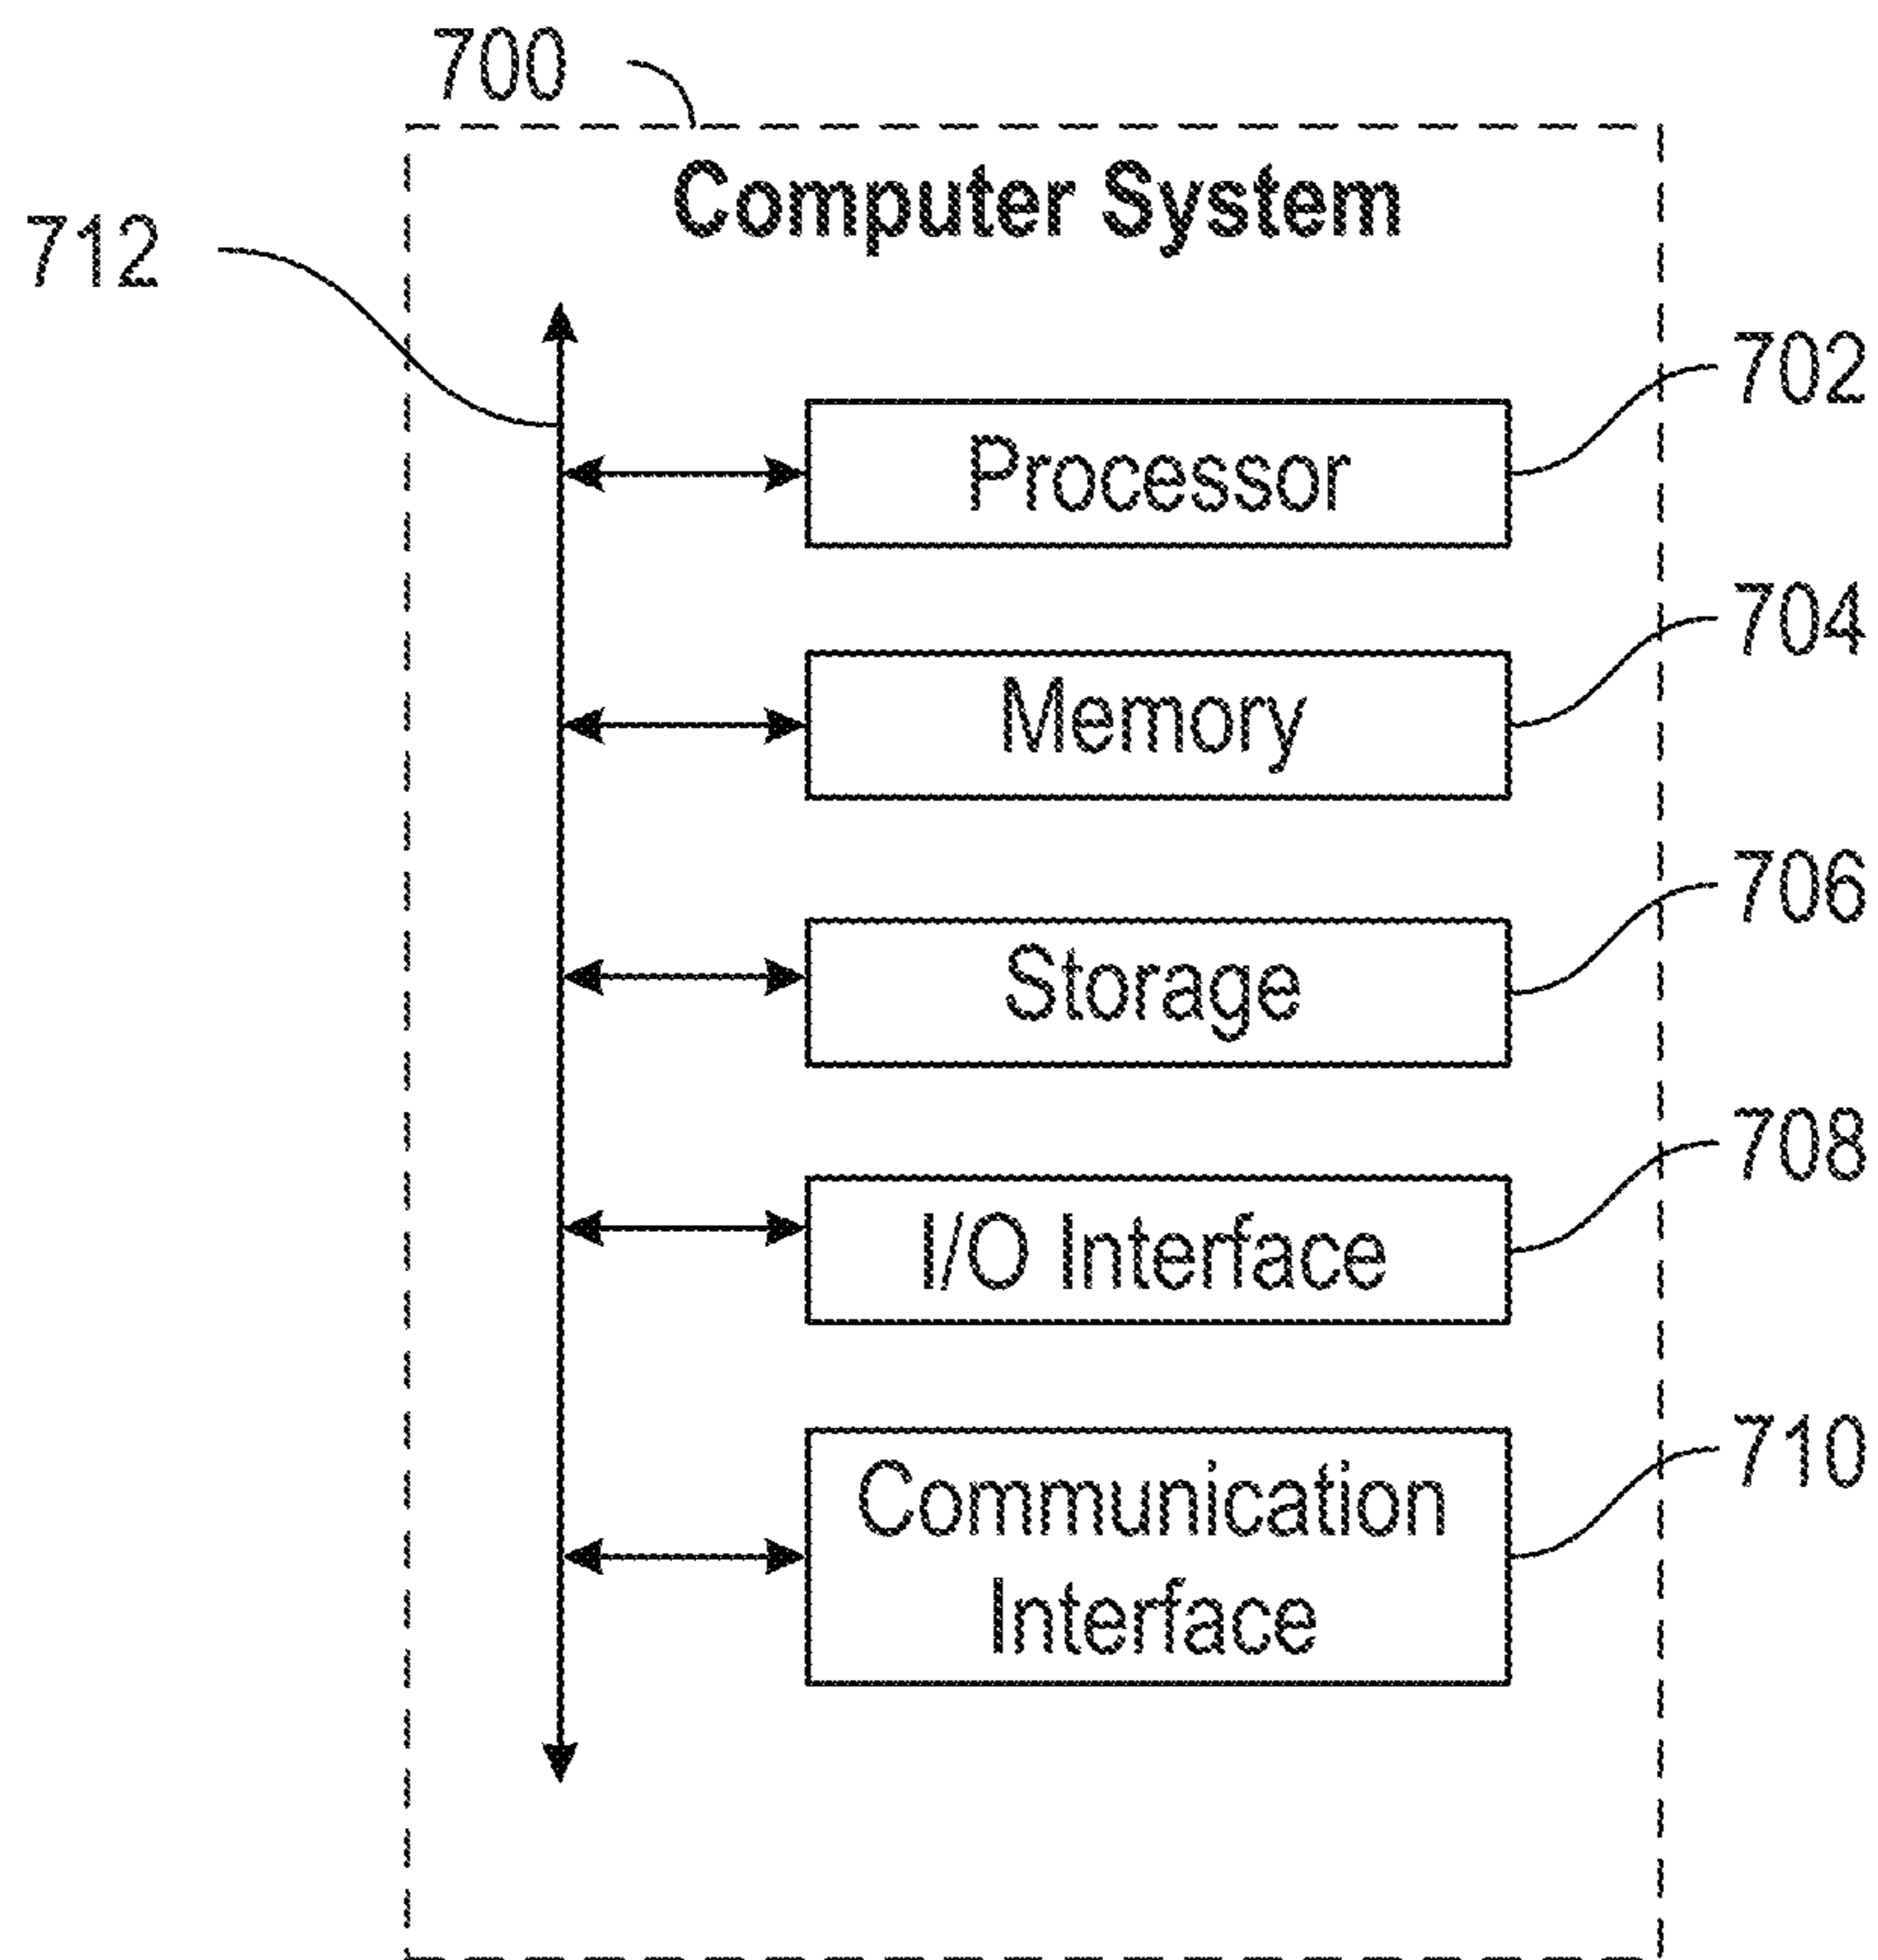 700
Computer System
712
702
Processor
704
Memory
706
Storage
708
I/O Interface
710
Communication
Interface